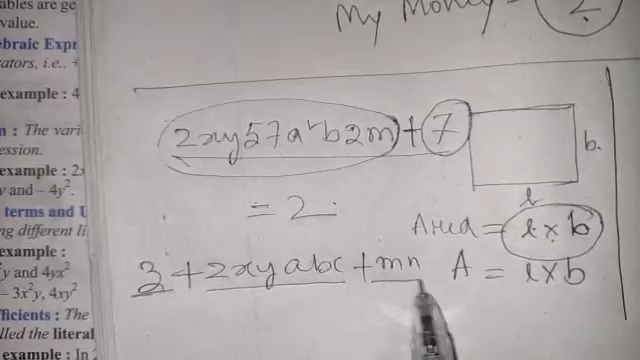 ables are ge
value.
ebraic Expr
ators, i.e., +
example : 4
n : The vari
ession.
example : 2x
y and – 4y².
terms and U
ng different li
example :
y and 4yx²
– 3x²y, 4xy²
fficients : The
lled the literal
example : In 2
My Money – 2
2xy57a²b2m + 7
b.
l
= 2
Area = l × b
3 + 2xyabc + mn
A = l × b